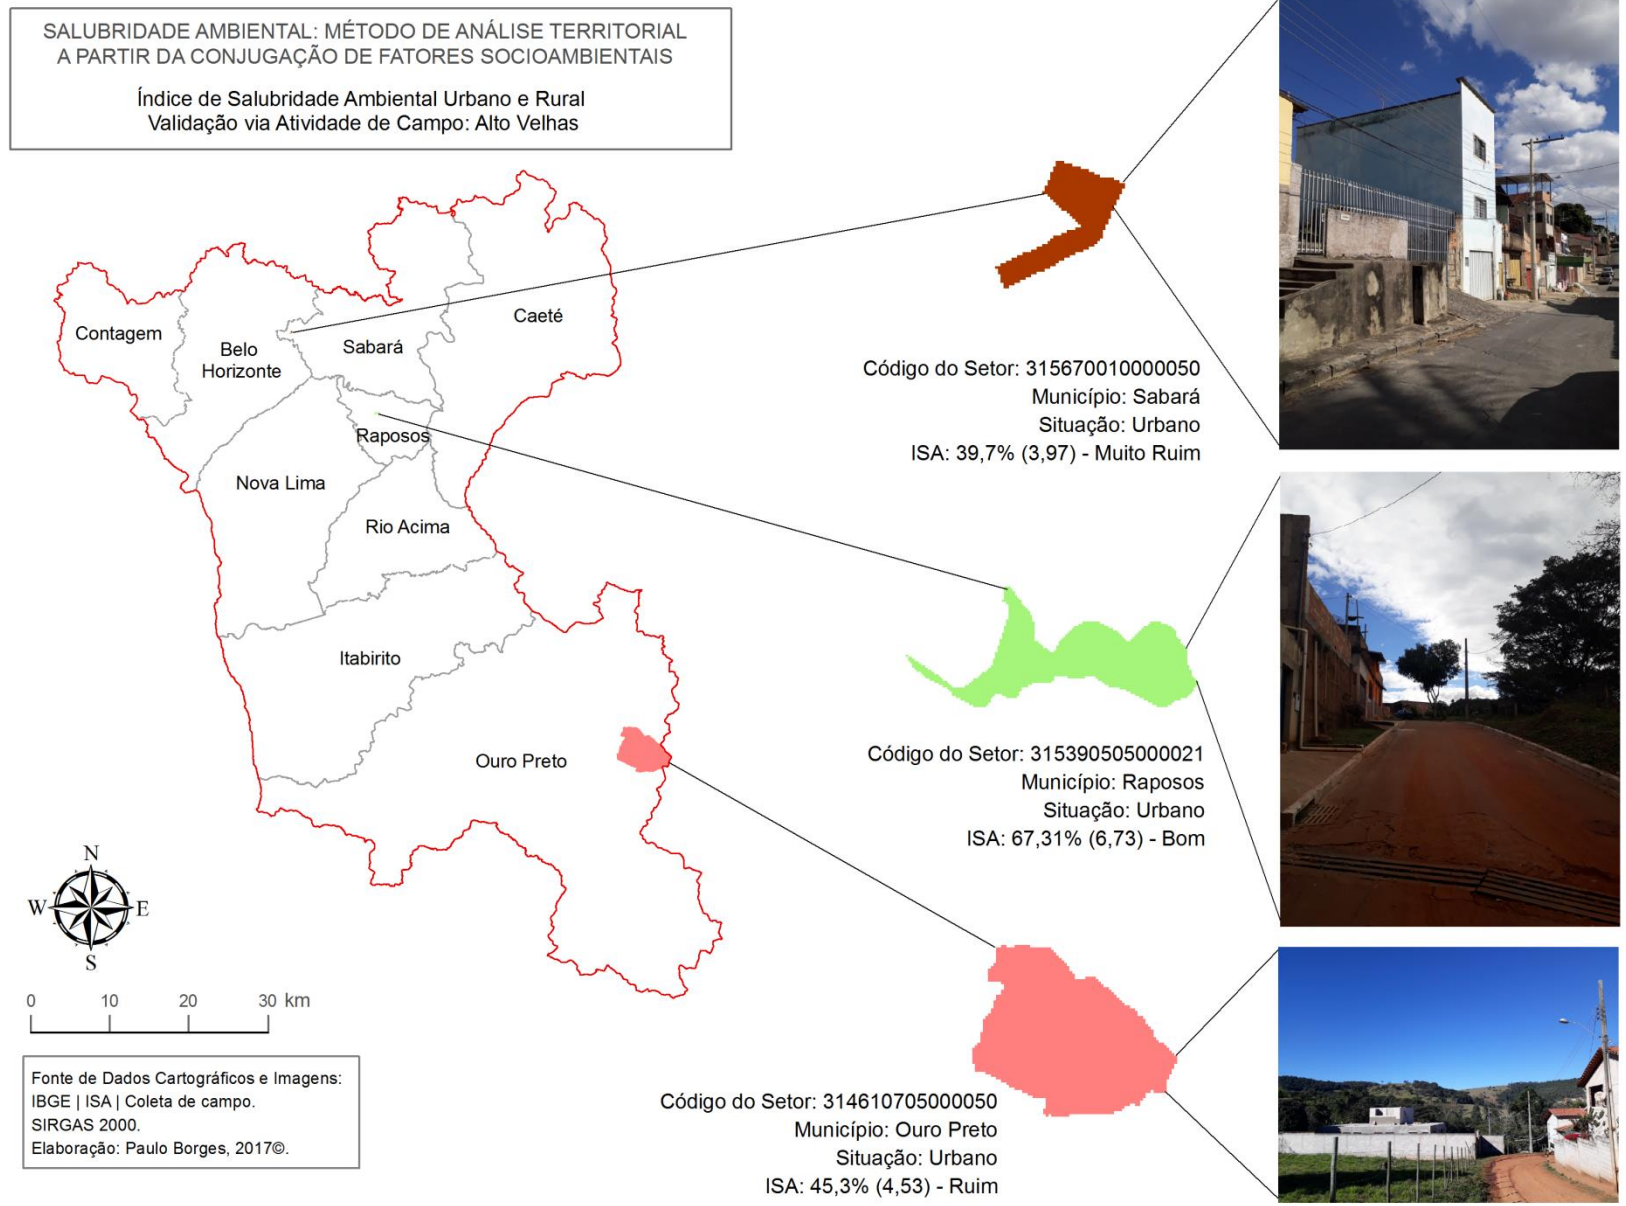 SALUBRIDADE AMBIENTAL: MÉTODO DE ANÁLISE TERRITORIAL
A PARTIR DA CONJUGAÇÃO DE FATORES SOCIOAMBIENTAIS
Índice de Salubridade Ambiental Urbano e Rural
Validação via Atividade de Campo: Alto Velhas
Contagem
Belo
Horizonte
Sabará
Caeté
Raposos
Nova Lima
Rio Acima
Itabirito
Ouro Preto
Código do Setor: 315670010000050
Município: Sabará
Situação: Urbano
ISA: 39,7% (3,97) - Muito Ruim
Código do Setor: 315390505000021
Município: Raposos
Situação: Urbano
ISA: 67,31% (6,73) - Bom
Código do Setor: 314610705000050
Município: Ouro Preto
Situação: Urbano
ISA: 45,3% (4,53) - Ruim
N
W
E
S
0 10 20 30 km
Fonte de Dados Cartográficos e Imagens:
IBGE | ISA | Coleta de campo.
SIRGAS 2000.
Elaboração: Paulo Borges, 2017©.